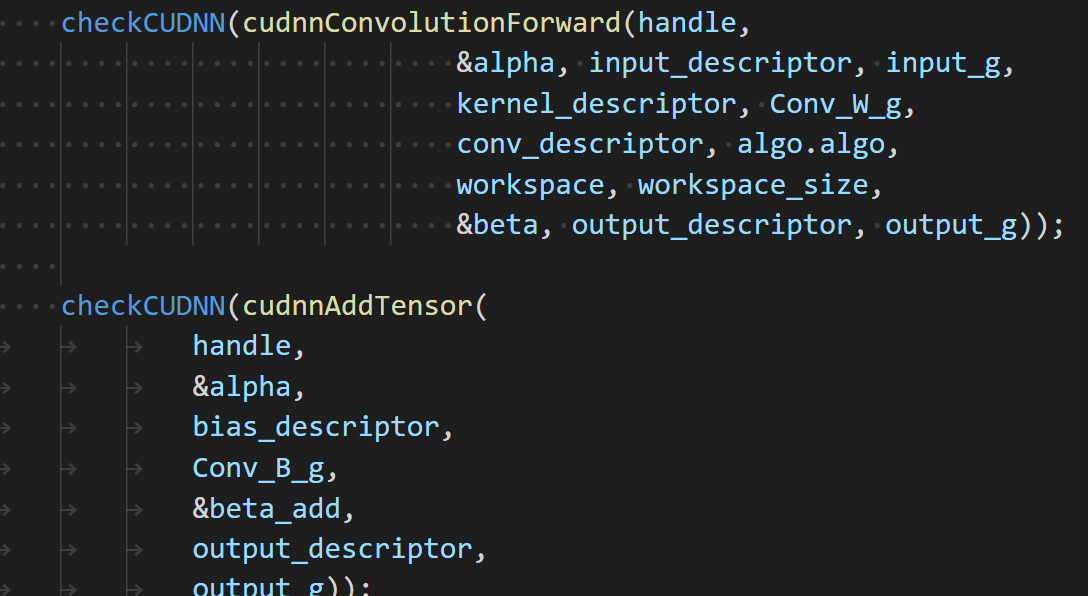 checkCUDNN(cudnnConvolutionForward(handle,
&alpha, input_descriptor, input_g,
kernel_descriptor, Conv_W_g,
conv_descriptor, algo.algo,
workspace, workspace_size,
&beta, output_descriptor, output_g));
checkCUDNN(cudnnAddTensor(
handle,
&alpha,
bias_descriptor,
Conv_B_g,
&beta_add,
output_descriptor,
output_g));